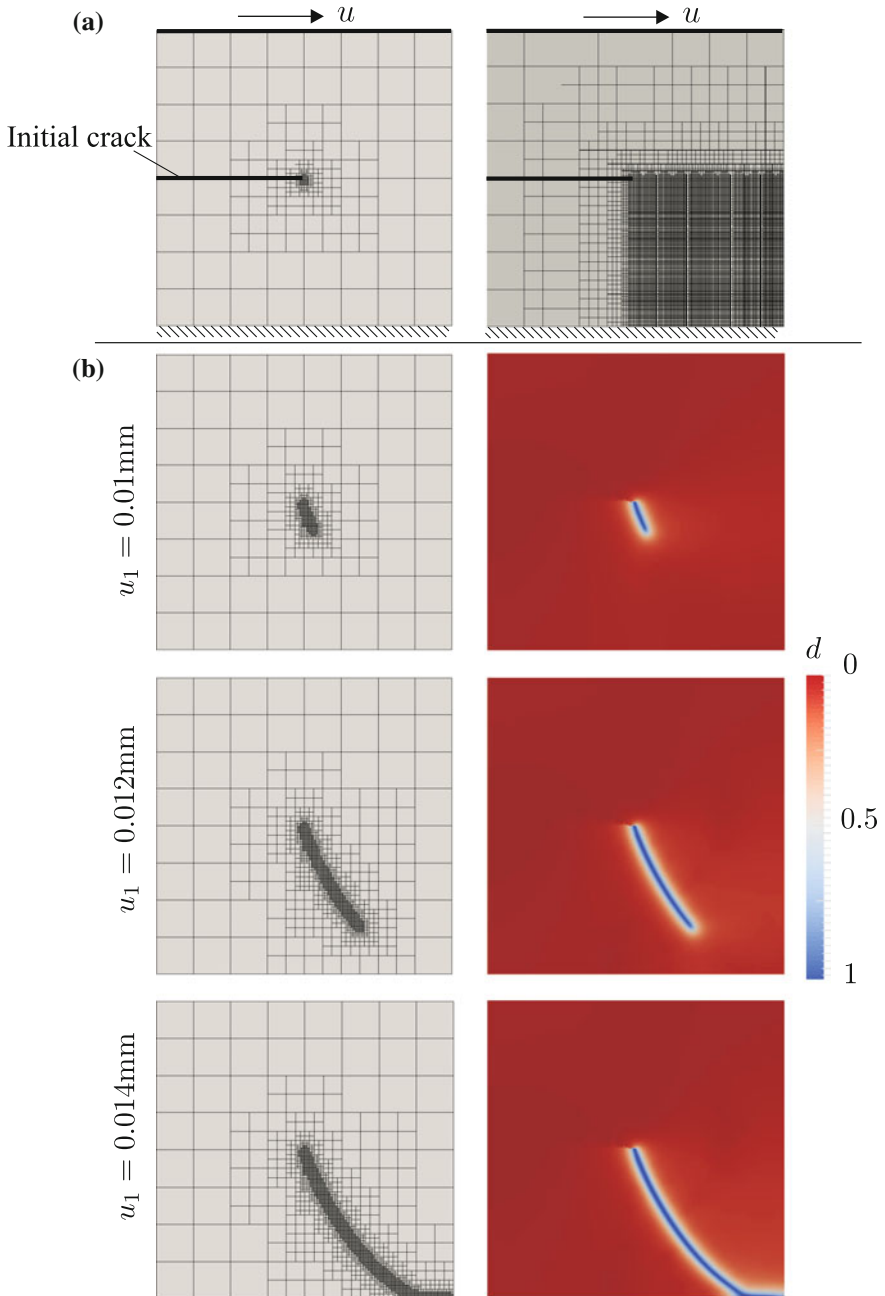 (a)
u
u
Initial crack
(b)
u₁ = 0.01mm
d
0
u₁ = 0.012mm
0.5
1
u₁ = 0.014mm